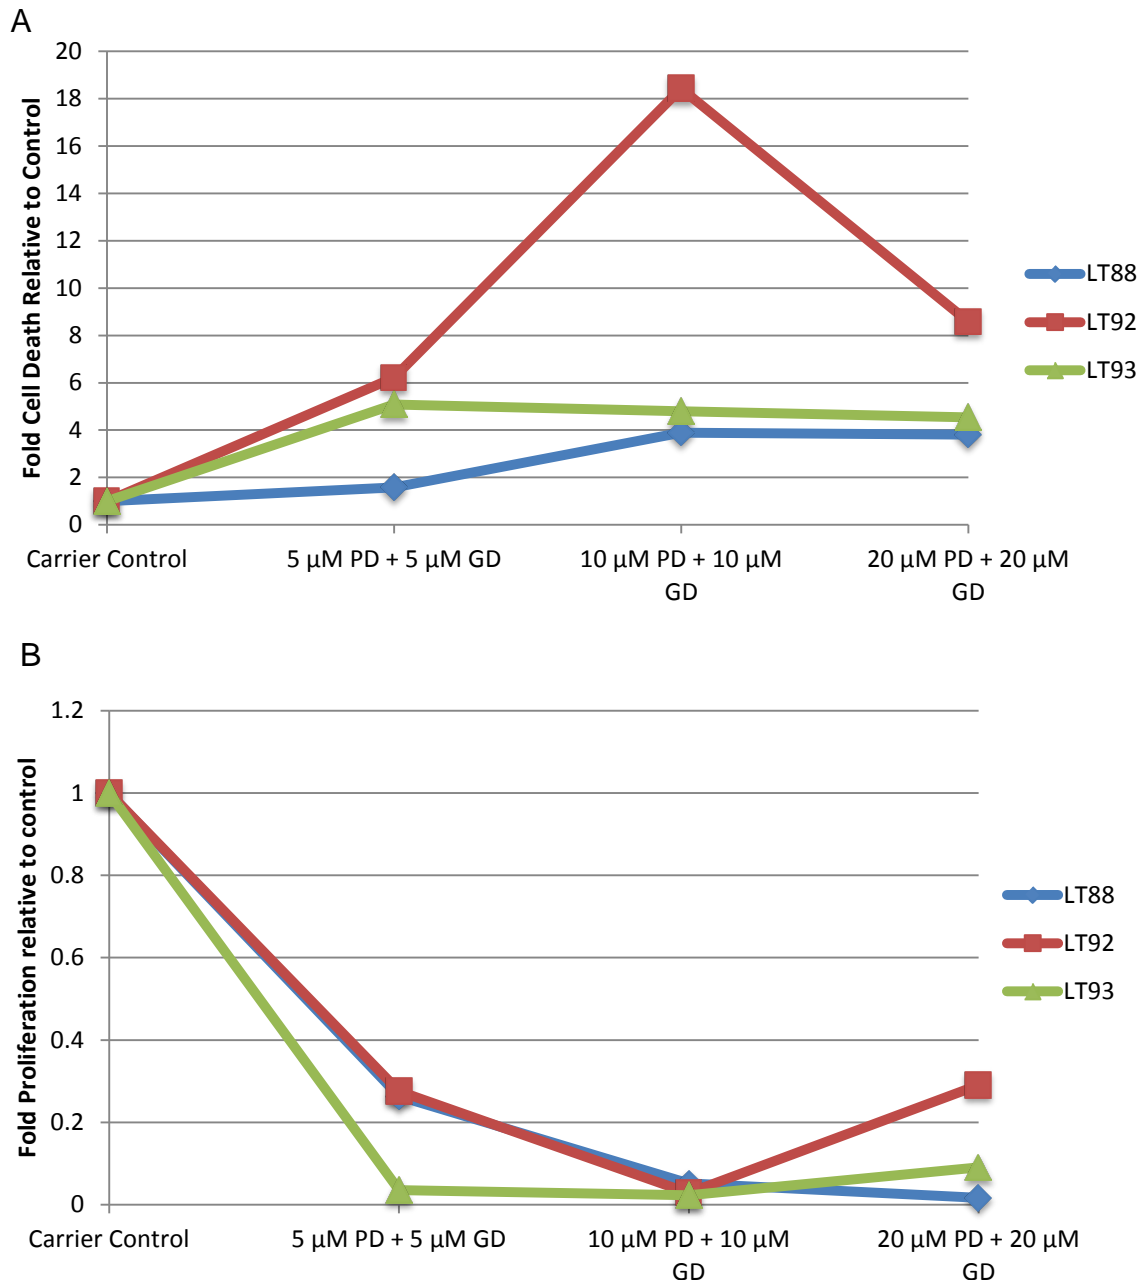 A
Fold Cell Death Relative to Control
20
18
16
14
12
10
8
6
4
2
0
Carrier Control
5 µM PD + 5 µM GD
10 µM PD + 10 µM
GD
20 µM PD + 20 µM
GD
LT88
LT92
LT93
B
Fold Proliferation relative to control
1.2
1
0.8
0.6
0.4
0.2
0
Carrier Control
5 µM PD + 5 µM GD
10 µM PD + 10 µM
GD
20 µM PD + 20 µM
GD
LT88
LT92
LT93